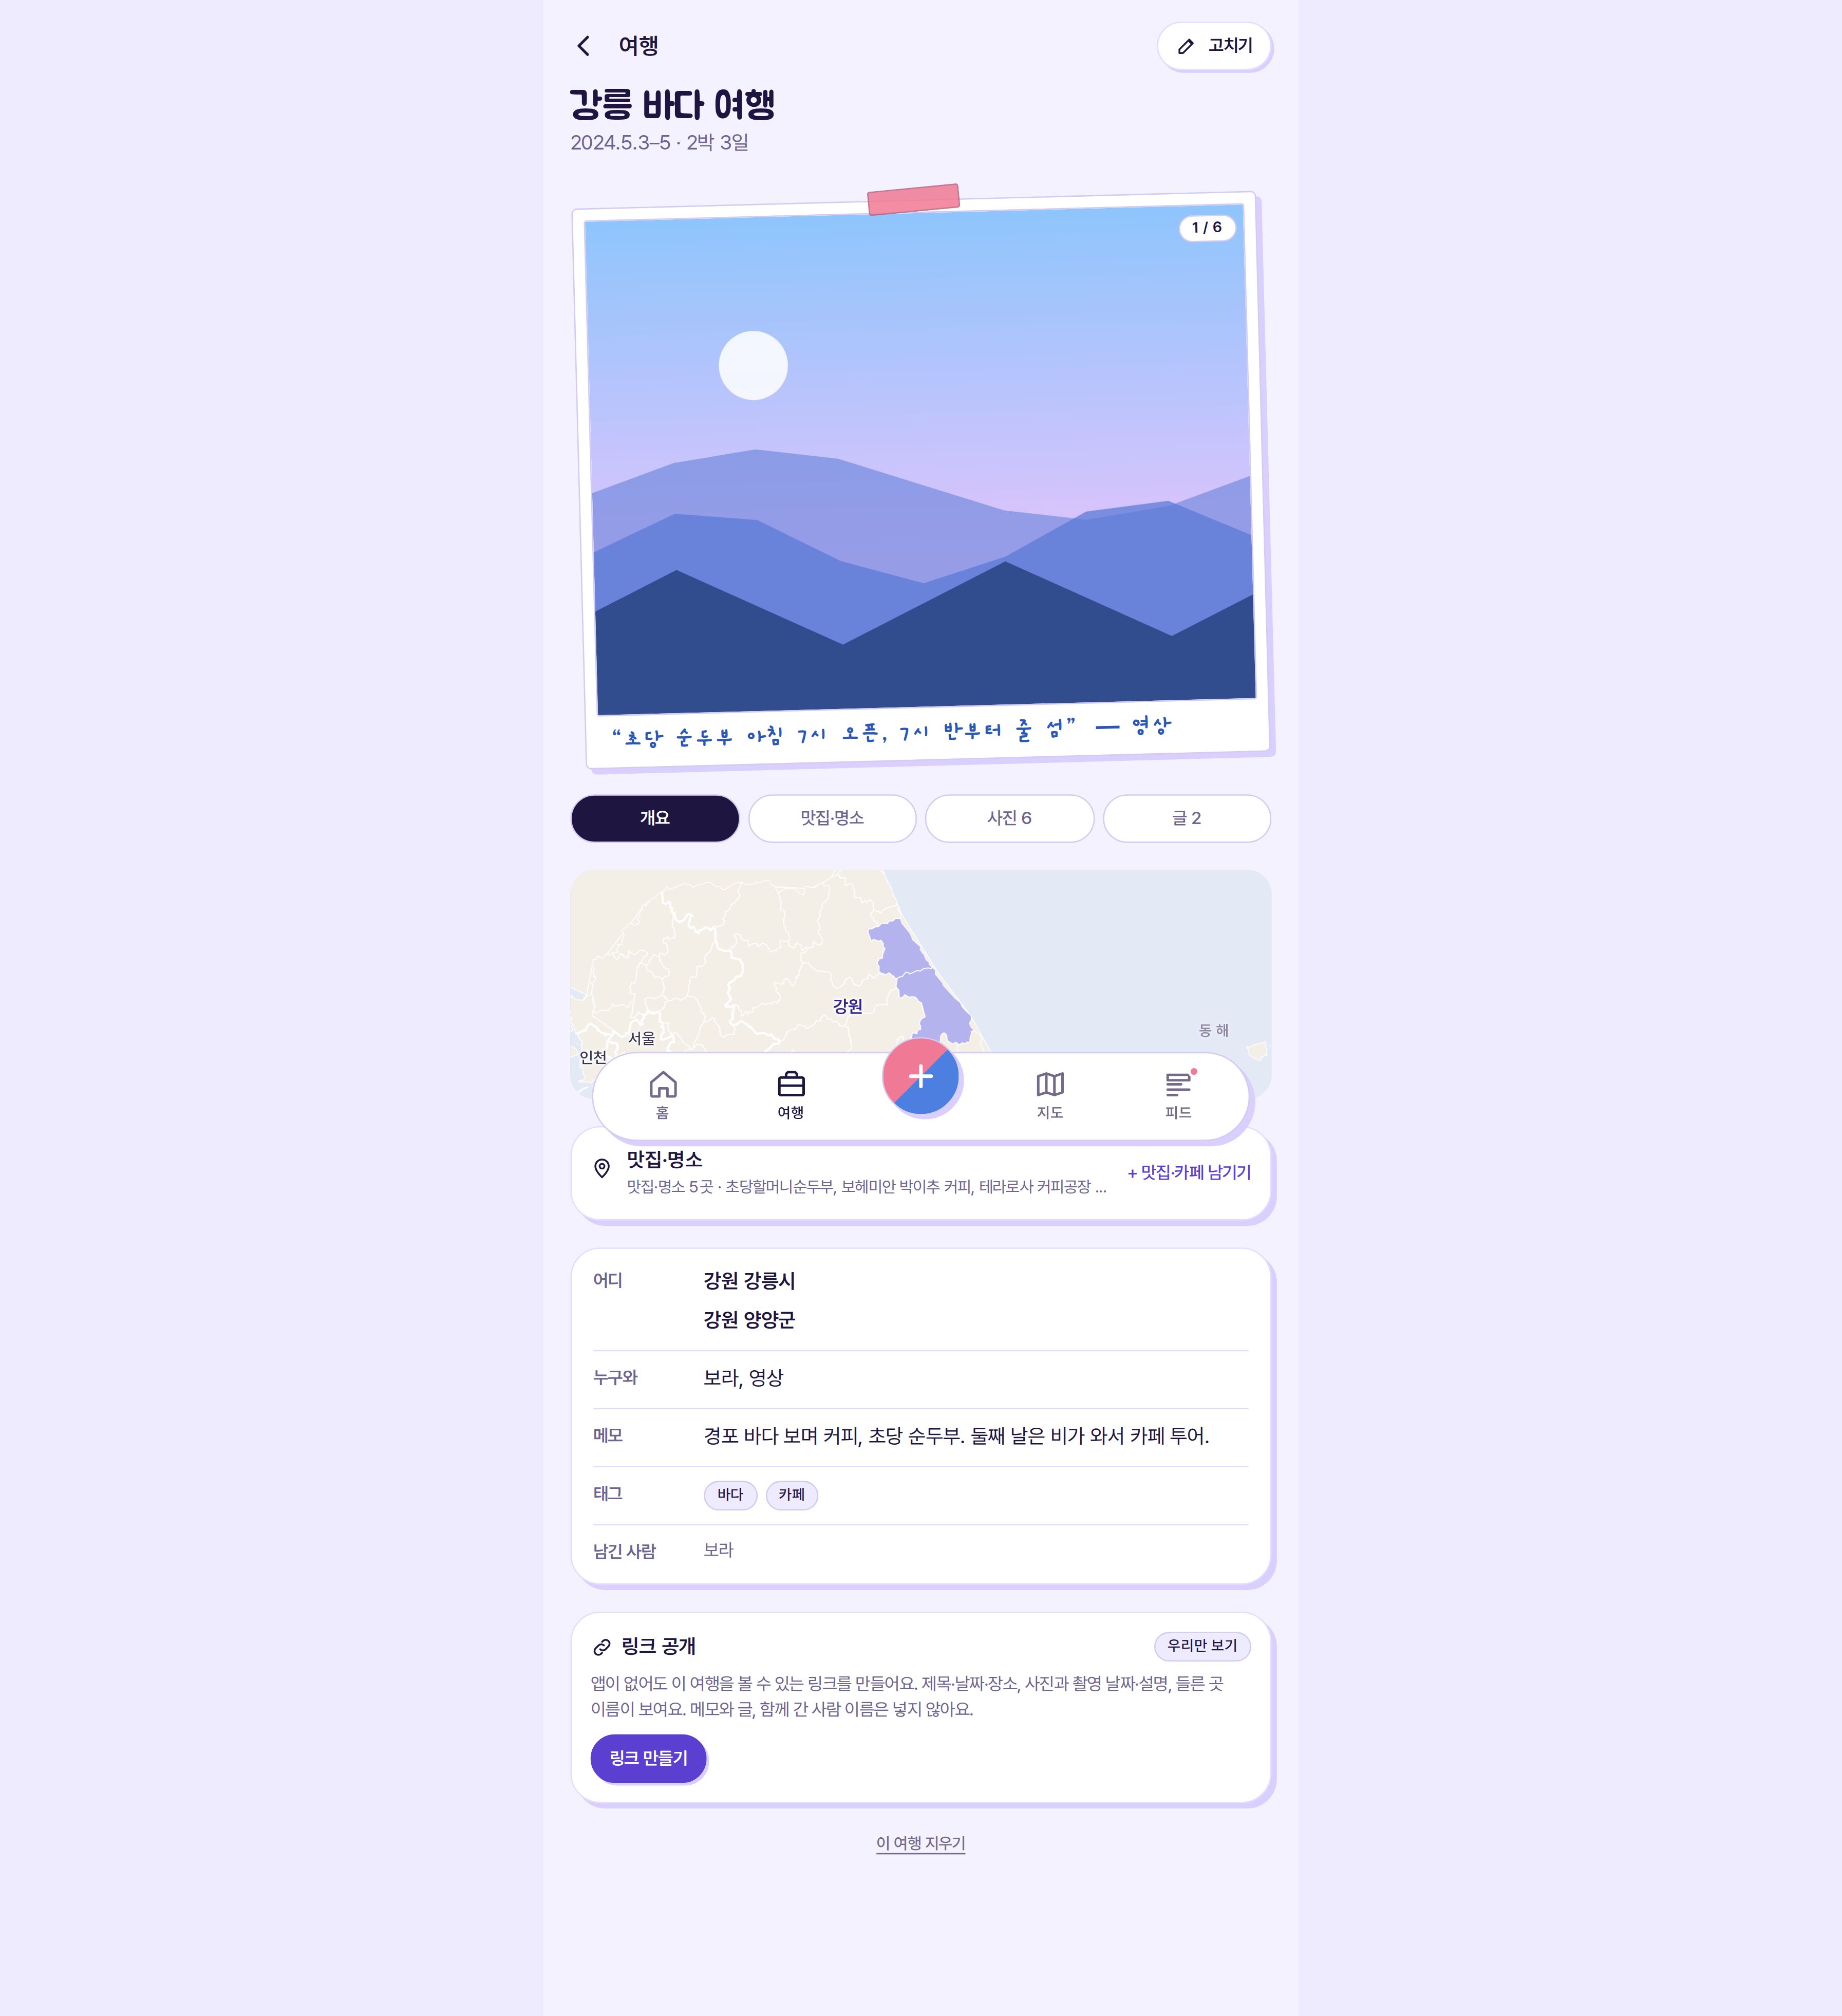 여행
고치기
강릉 바다 여행
2024.5.3–5 · 2박 3일
1 / 6
“초당 순두부 아침 7시 오픈, 7시 반부터 줄 섬” — 영상
개요
맛집·명소
사진 6
글 2
강원
서울
인천
동해
홈
여행
지도
피드
맛집·명소
맛집·명소 5곳 · 초당할머니순두부, 보헤미안 박이추 커피, 테라로사 커피공장 ...
+ 맛집·카페 남기기
어디
강원 강릉시
강원 양양군
누구와
보라, 영상
메모
경포 바다 보며 커피, 초당 순두부. 둘째 날은 비가 와서 카페 투어.
태그
바다
카페
남긴 사람
보라
링크 공개
우리만 보기
앱이 없어도 이 여행을 볼 수 있는 링크를 만들어요. 제목·날짜·장소, 사진과 촬영 날짜·설명, 들른 곳
이름이 보여요. 메모와 글, 함께 간 사람 이름은 넣지 않아요.
링크 만들기
이 여행 지우기